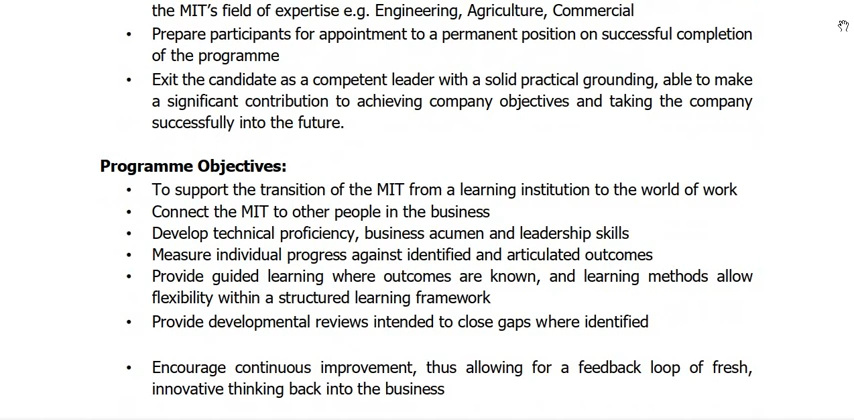 the MIT's field of expertise e.g. Engineering, Agriculture, Commercial
• Prepare participants for appointment to a permanent position on successful completion
of the programme
• Exit the candidate as a competent leader with a solid practical grounding, able to make
a significant contribution to achieving company objectives and taking the company
successfully into the future.
Programme Objectives:
• To support the transition of the MIT from a learning institution to the world of work
• Connect the MIT to other people in the business
• Develop technical proficiency, business acumen and leadership skills
• Measure individual progress against identified and articulated outcomes
• Provide guided learning where outcomes are known, and learning methods allow
flexibility within a structured learning framework
• Provide developmental reviews intended to close gaps where identified
• Encourage continuous improvement, thus allowing for a feedback loop of fresh,
innovative thinking back into the business